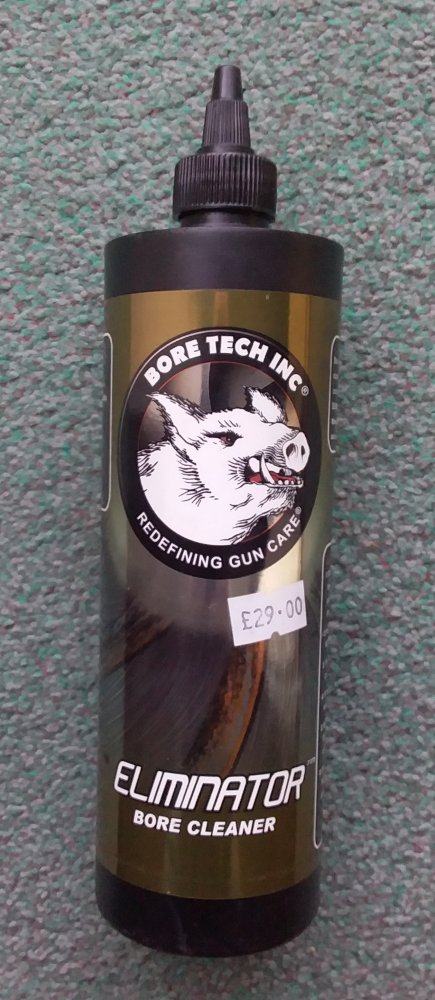 BORE TECH INC®
REDEFINING GUN CARE®
£29.00
ELIMINATOR™
BORE CLEANER